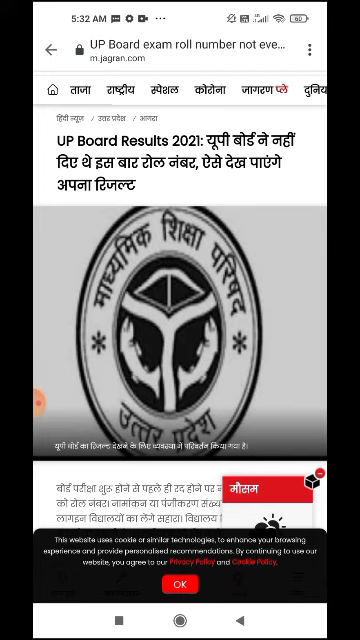 5:32 AM
60
UP Board exam roll number not eve...
m.jagran.com
ताजा राष्ट्रीय स्पेशल कोरोना जागरण प्ले दुनिय
हिंदी न्यूज़ / उत्तर प्रदेश / आगरा
UP Board Results 2021: यूपी बोर्ड ने नहीं
दिए थे इस बार रोल नंबर, ऐसे देख पाएंगे
अपना रिजल्ट
माध्यमिक शिक्षा परिषद
उत्तर प्रदेश
यूपी बोर्ड का रिजल्ट देखने के लिए व्यवस्था में परिवर्तन किया गया है।
बोर्ड परीक्षा शुरू होने से पहले ही रद होने पर
को रोल नंबर। नामांकन या पंजीकरण संख्य
लागइन विद्यालयों का लेंगे सहारा। विद्यालय
मौसम
This website uses cookie or similar technologies, to enhance your browsing
experience and provide personalised recommendations. By continuing to use our
website, you agree to our Privacy Policy and Cookie Policy.
OK